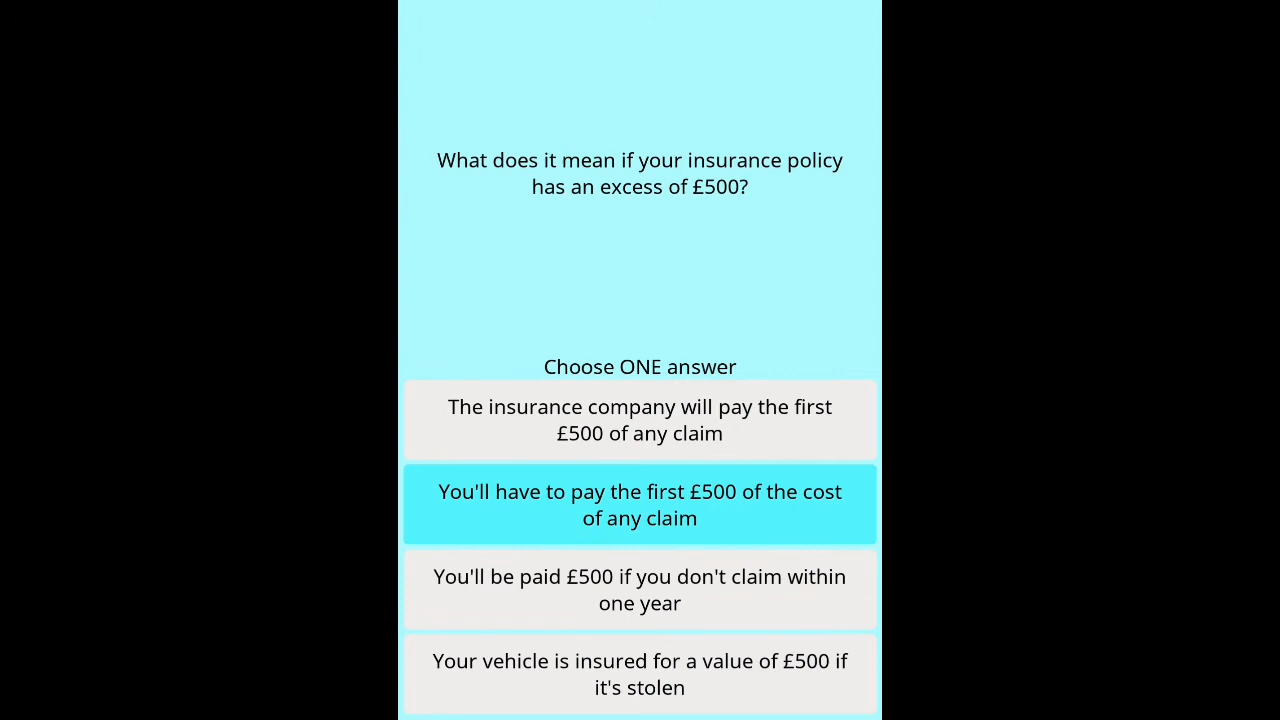 What does it mean if your insurance policy
has an excess of £500?
Choose ONE answer
The insurance company will pay the first
£500 of any claim
You'll have to pay the first £500 of the cost
of any claim
You'll be paid £500 if you don't claim within
one year
Your vehicle is insured for a value of £500 if
it's stolen